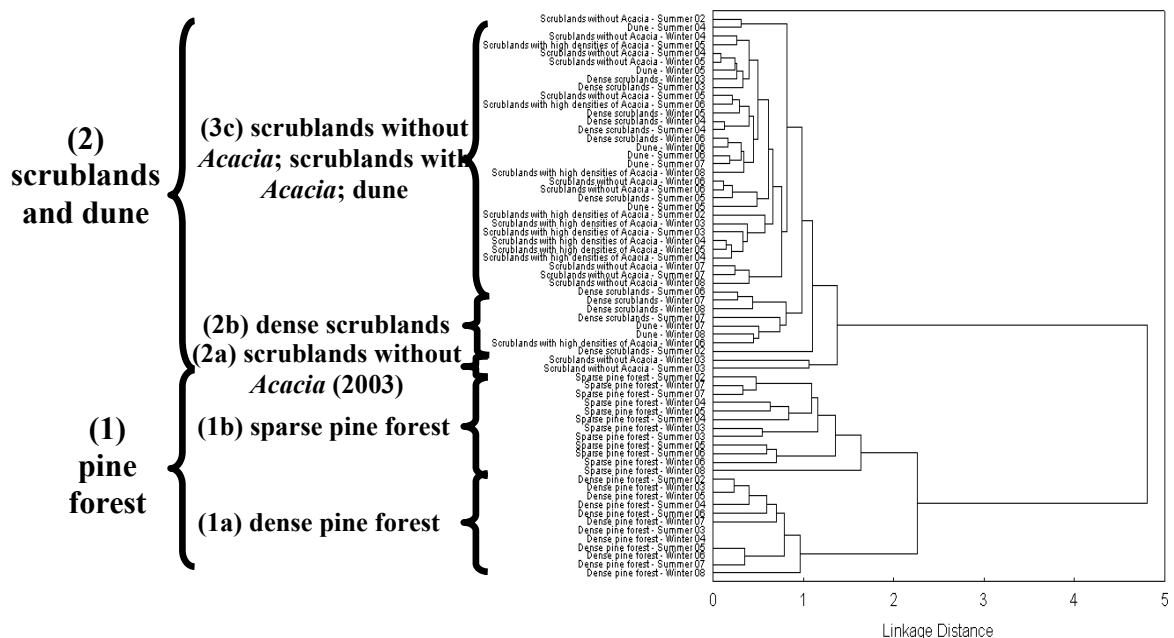 (2)
scrublands
and dune
(1)
pine
forest
(3c) scrublands without
Acacia; scrublands with
Acacia; dune
(2b) dense scrublands
(2a) scrublands without
Acacia (2003)
(1b) sparse pine forest
(1a) dense pine forest
Scrublands without Acacia - Summer 02
Dune - Summer 04
Scrublands without Acacia - Winter 04
Scrublands with high densities of Acacia - Summer 05
Scrublands without Acacia - Summer 04
Scrublands without Acacia - Winter 05
Dune - Winter 05
Dense scrublands - Winter 03
Dense scrublands - Summer 03
Scrublands without Acacia - Summer 05
Scrublands with high densities of Acacia - Summer 06
Dense scrublands - Winter 05
Dense scrublands - Winter 04
Dense scrublands - Summer 04
Dense scrublands - Winter 06
Dune - Winter 06
Dune - Summer 06
Dune - Summer 07
Scrublands with high densities of Acacia - Winter 08
Scrublands without Acacia - Winter 06
Scrublands without Acacia - Summer 06
Dense scrublands - Summer 05
Dune - Summer 05
Scrublands with high densities of Acacia - Summer 02
Scrublands with high densities of Acacia - Winter 03
Scrublands with high densities of Acacia - Summer 03
Scrublands with high densities of Acacia - Winter 04
Scrublands with high densities of Acacia - Winter 05
Scrublands with high densities of Acacia - Summer 04
Scrublands without Acacia - Winter 07
Scrublands without Acacia - Summer 07
Scrublands without Acacia - Winter 08
Dense scrublands - Summer 06
Dense scrublands - Winter 07
Dense scrublands - Winter 08
Dense scrublands - Summer 07
Dune - Winter 07
Dune - Winter 08
Scrublands with high densities of Acacia - Winter 06
Dense scrublands - Summer 02
Scrublands without Acacia - Winter 03
Scrubland without Acacia - Summer 03
Sparse pine forest - Summer 02
Sparse pine forest - Winter 07
Sparse pine forest - Summer 07
Sparse pine forest - Winter 04
Sparse pine forest - Winter 05
Sparse pine forest - Summer 04
Sparse pine forest - Winter 03
Sparse pine forest - Summer 03
Sparse pine forest - Summer 05
Sparse pine forest - Summer 06
Sparse pine forest - Winter 06
Sparse pine forest - Winter 08
Dense pine forest - Summer 02
Dense pine forest - Winter 03
Dense pine forest - Winter 05
Dense pine forest - Summer 04
Dense pine forest - Summer 06
Dense pine forest - Winter 07
Dense pine forest - Summer 03
Dense pine forest - Winter 04
Dense pine forest - Summer 05
Dense pine forest - Winter 06
Dense pine forest - Summer 07
Dense pine forest - Winter 08
0 1 2 3 4 5
Linkage Distance